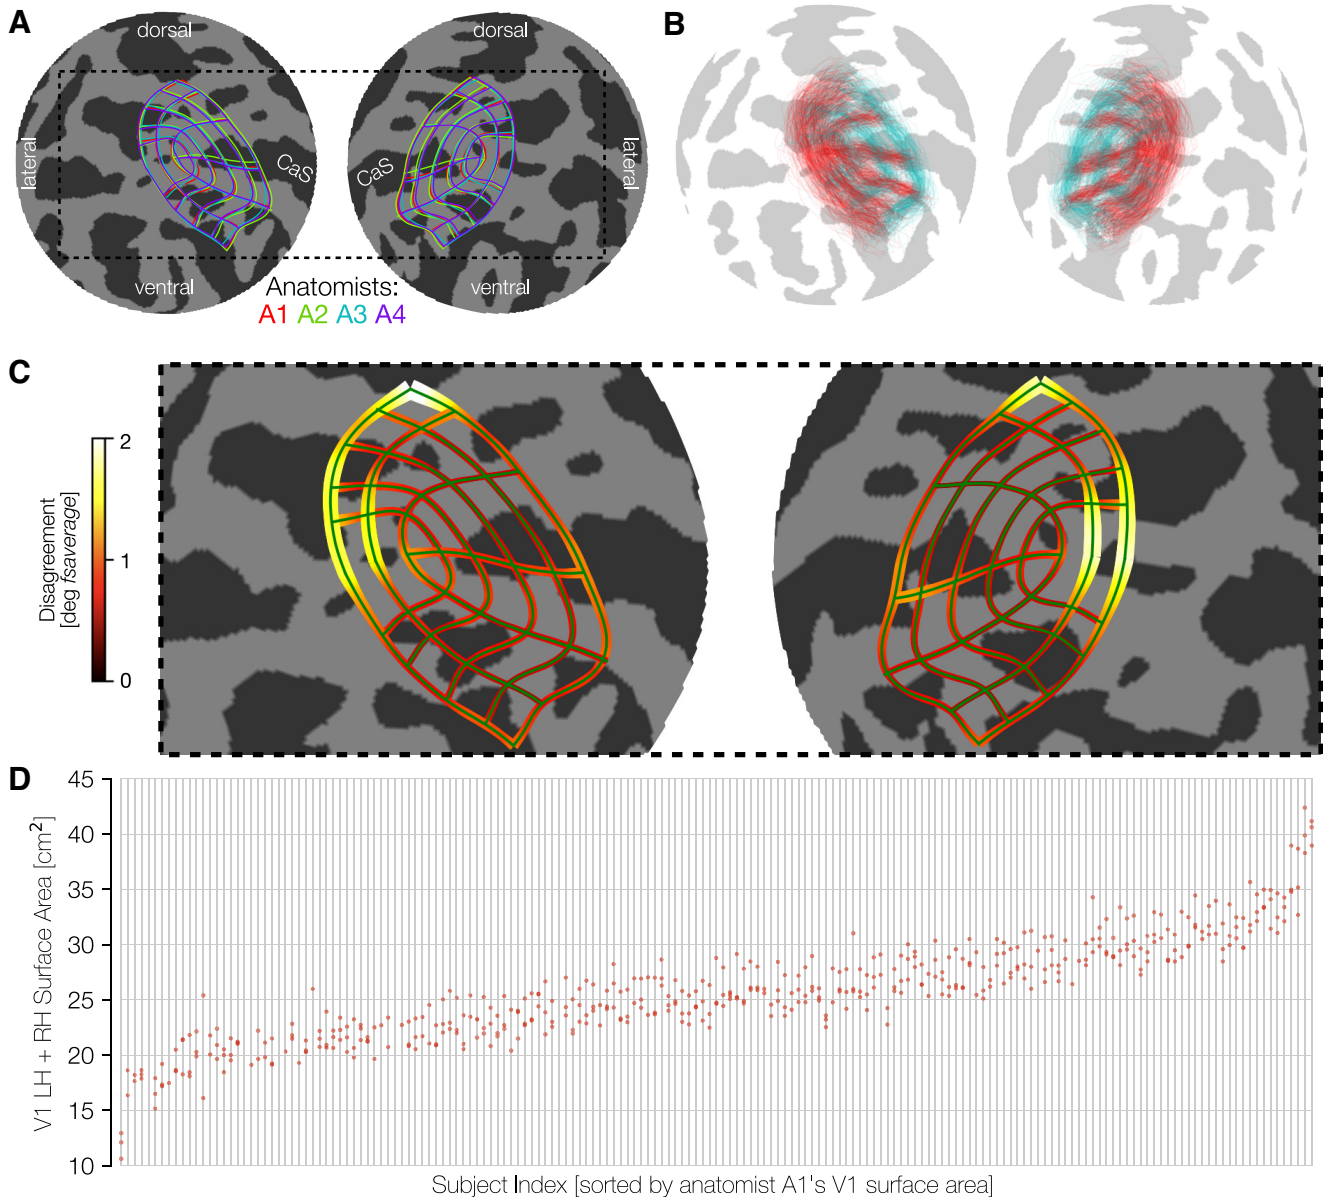 A
dorsal
dorsal
lateral
CaS
CaS
lateral
ventral
ventral
Anatomists:
A1 A2 A3 A4
B
C
Disagreement
[deg fsaverage]
2
1
0
D
V1 LH + RH Surface Area [cm²]
45
40
35
30
25
20
15
10
Subject Index [sorted by anatomist A1's V1 surface area]